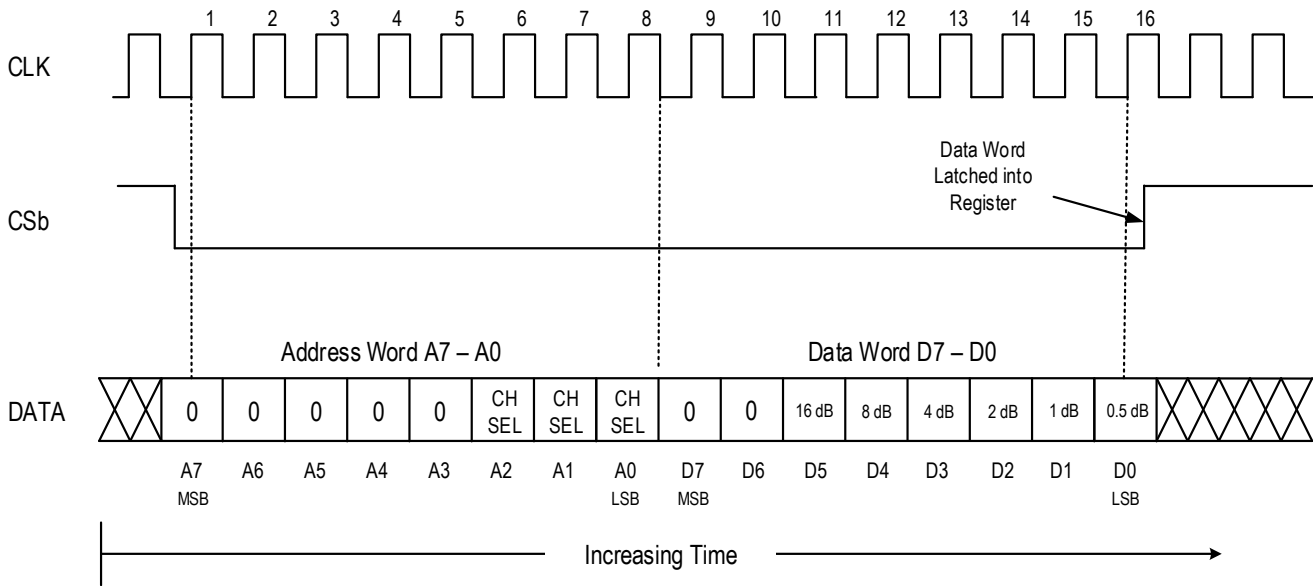 1 2 3 4 5 6 7 8 9 10 11 12 13 14 15 16
CLK
Data Word
Latched into
Register
CSb
Address Word A7 – A0 Data Word D7 – D0
DATA 0 0 0 0 0 CH SEL CH SEL CH SEL 0 0 16 dB 8 dB 4 dB 2 dB 1 dB 0.5 dB
A7 A6 A5 A4 A3 A2 A1 A0 D7 D6 D5 D4 D3 D2 D1 D0
MSB LSB MSB LSB
Increasing Time